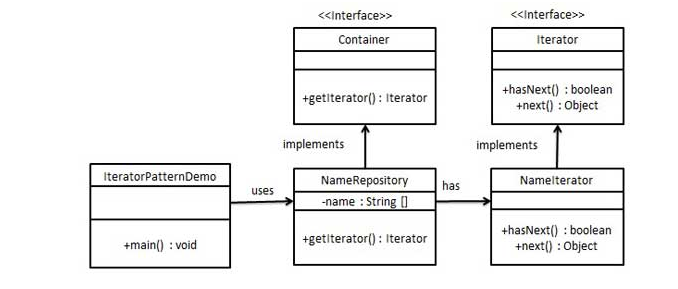 <<Interface>>
Container
+getIterator() : Iterator
<<Interface>>
Iterator
+hasNext() : boolean
+next() : Object
implements
implements
IteratorPatternDemo
+main() : void
uses
NameRepository
-name : String []
+getIterator() : Iterator
has
NameIterator
+hasNext() : boolean
+next() : Object